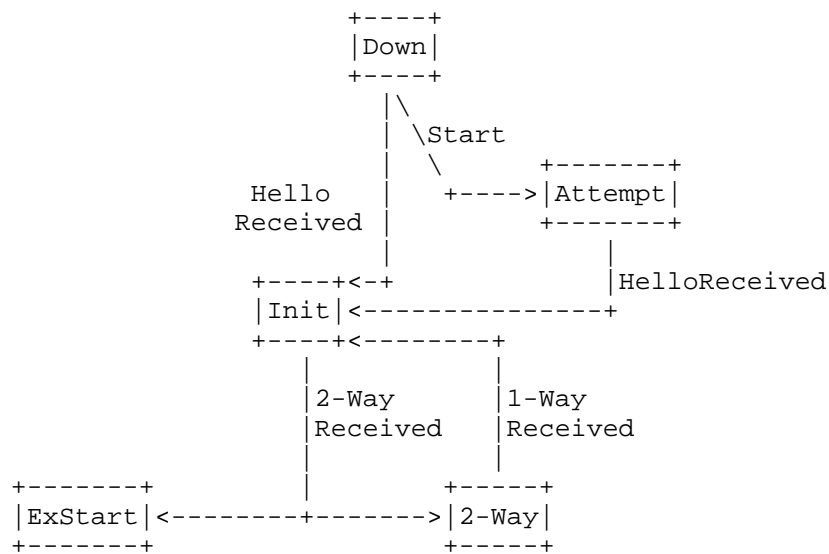 Down
Start
Hello
Attempt
Received
HelloReceived
Init
2-Way
1-Way
Received
Received
ExStart
2-Way